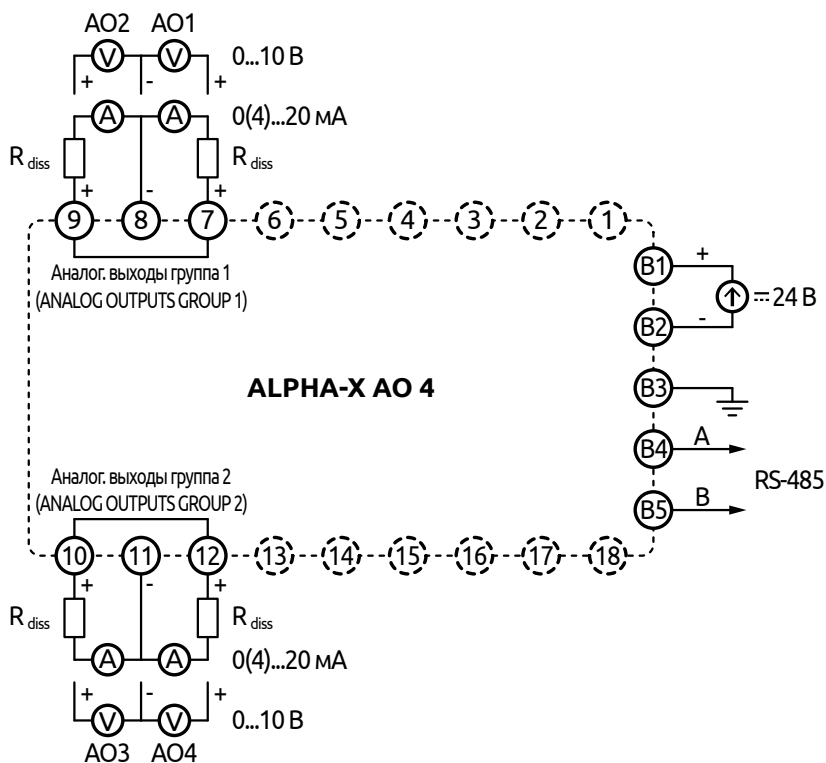 AO2 AO1
V V 0...10 В
+ - +
A A 0(4)...20 мА
R diss R diss
+ - +
9 8 7 6 5 4 3 2 1
Аналог. выходы группа 1
(ANALOG OUTPUTS GROUP 1)
B1 +
24 В
B2 -
ALPHA-X AO 4
B3
B4 A
RS-485
B5 B
Аналог. выходы группа 2
(ANALOG OUTPUTS GROUP 2)
10 11 12 13 14 15 16 17 18
+ - +
R diss R diss
A A 0(4)...20 мА
+ - +
V V 0...10 В
AO3 AO4